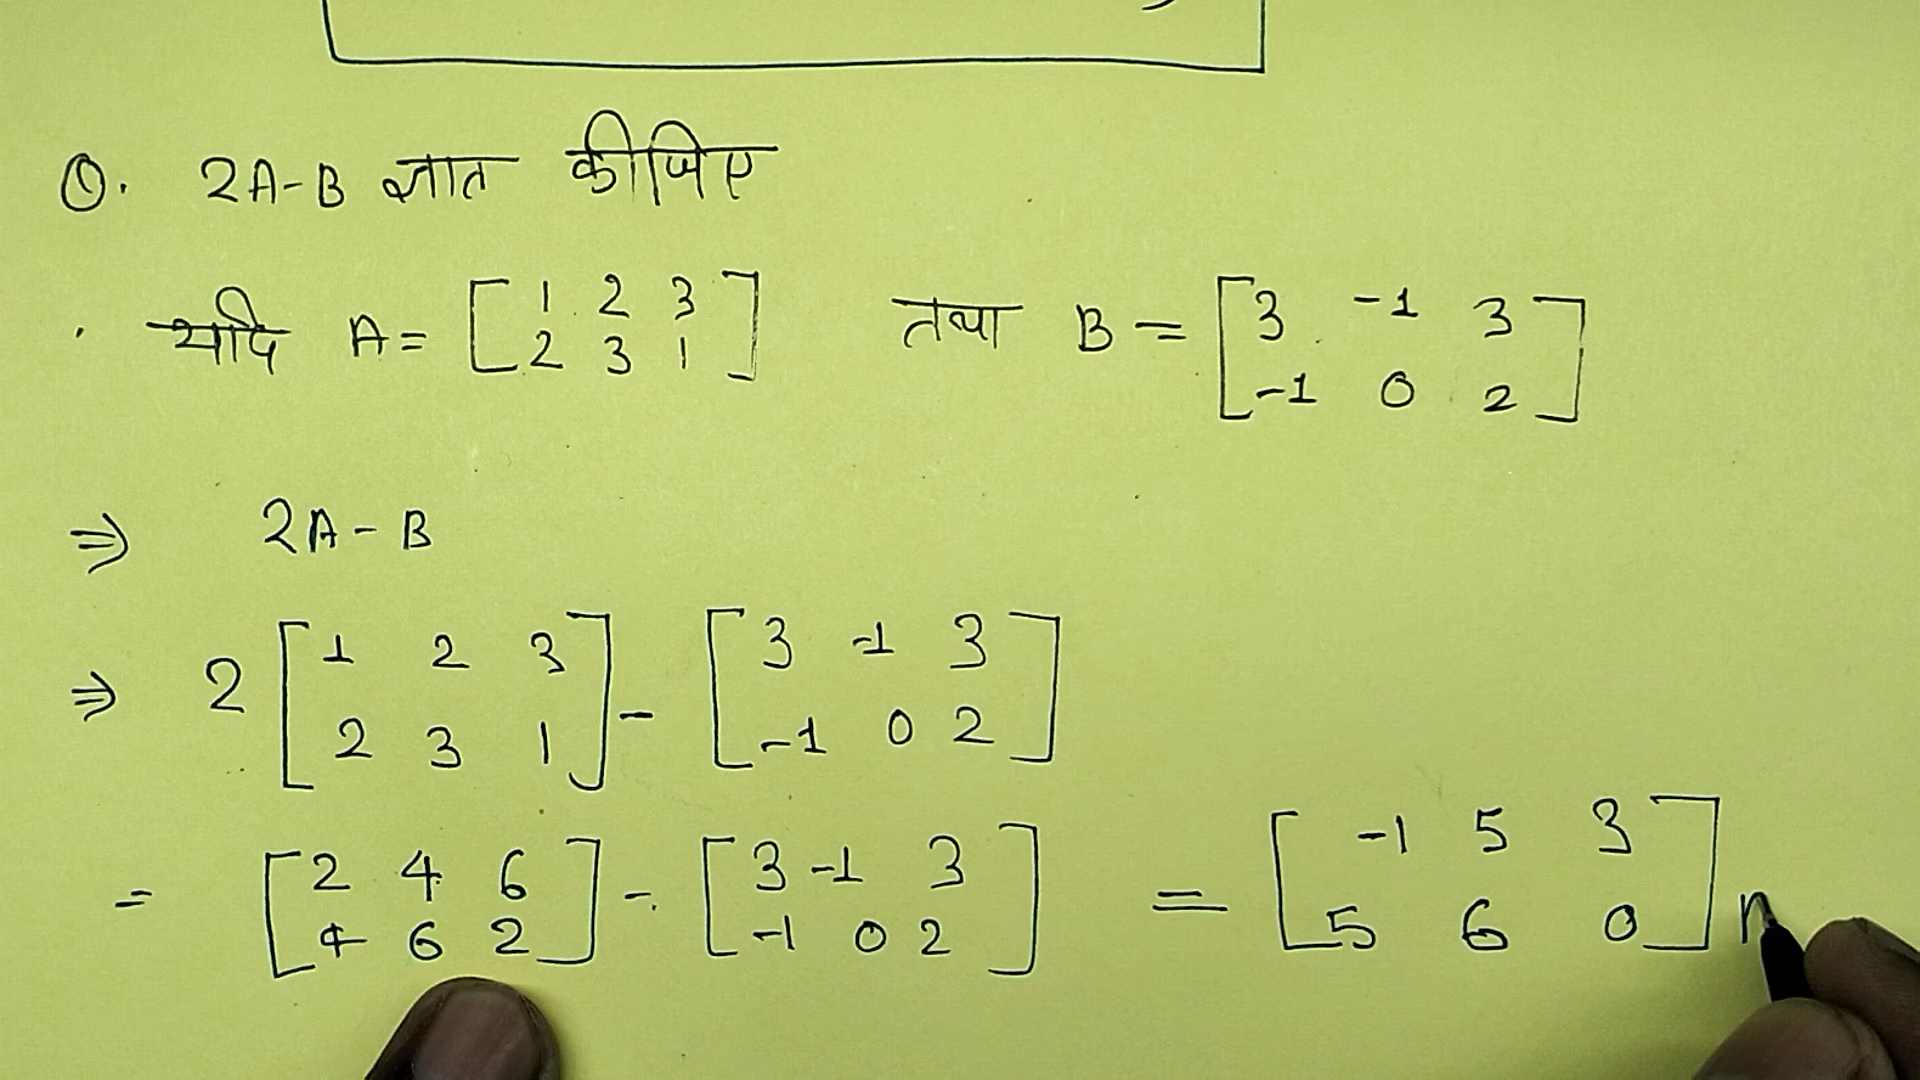 Q. 2A-B ज्ञात कीजिए
यदि A= [1 2 3
2 3 1] तथा B = [3 -1 3
-1 0 2]
⇒ 2A - B
⇒ 2 [1 2 3
2 3 1] - [3 -1 3
-1 0 2]
= [2 4 6
4 6 2] - [3 -1 3
-1 0 2] = [-1 5 3
5 6 0]